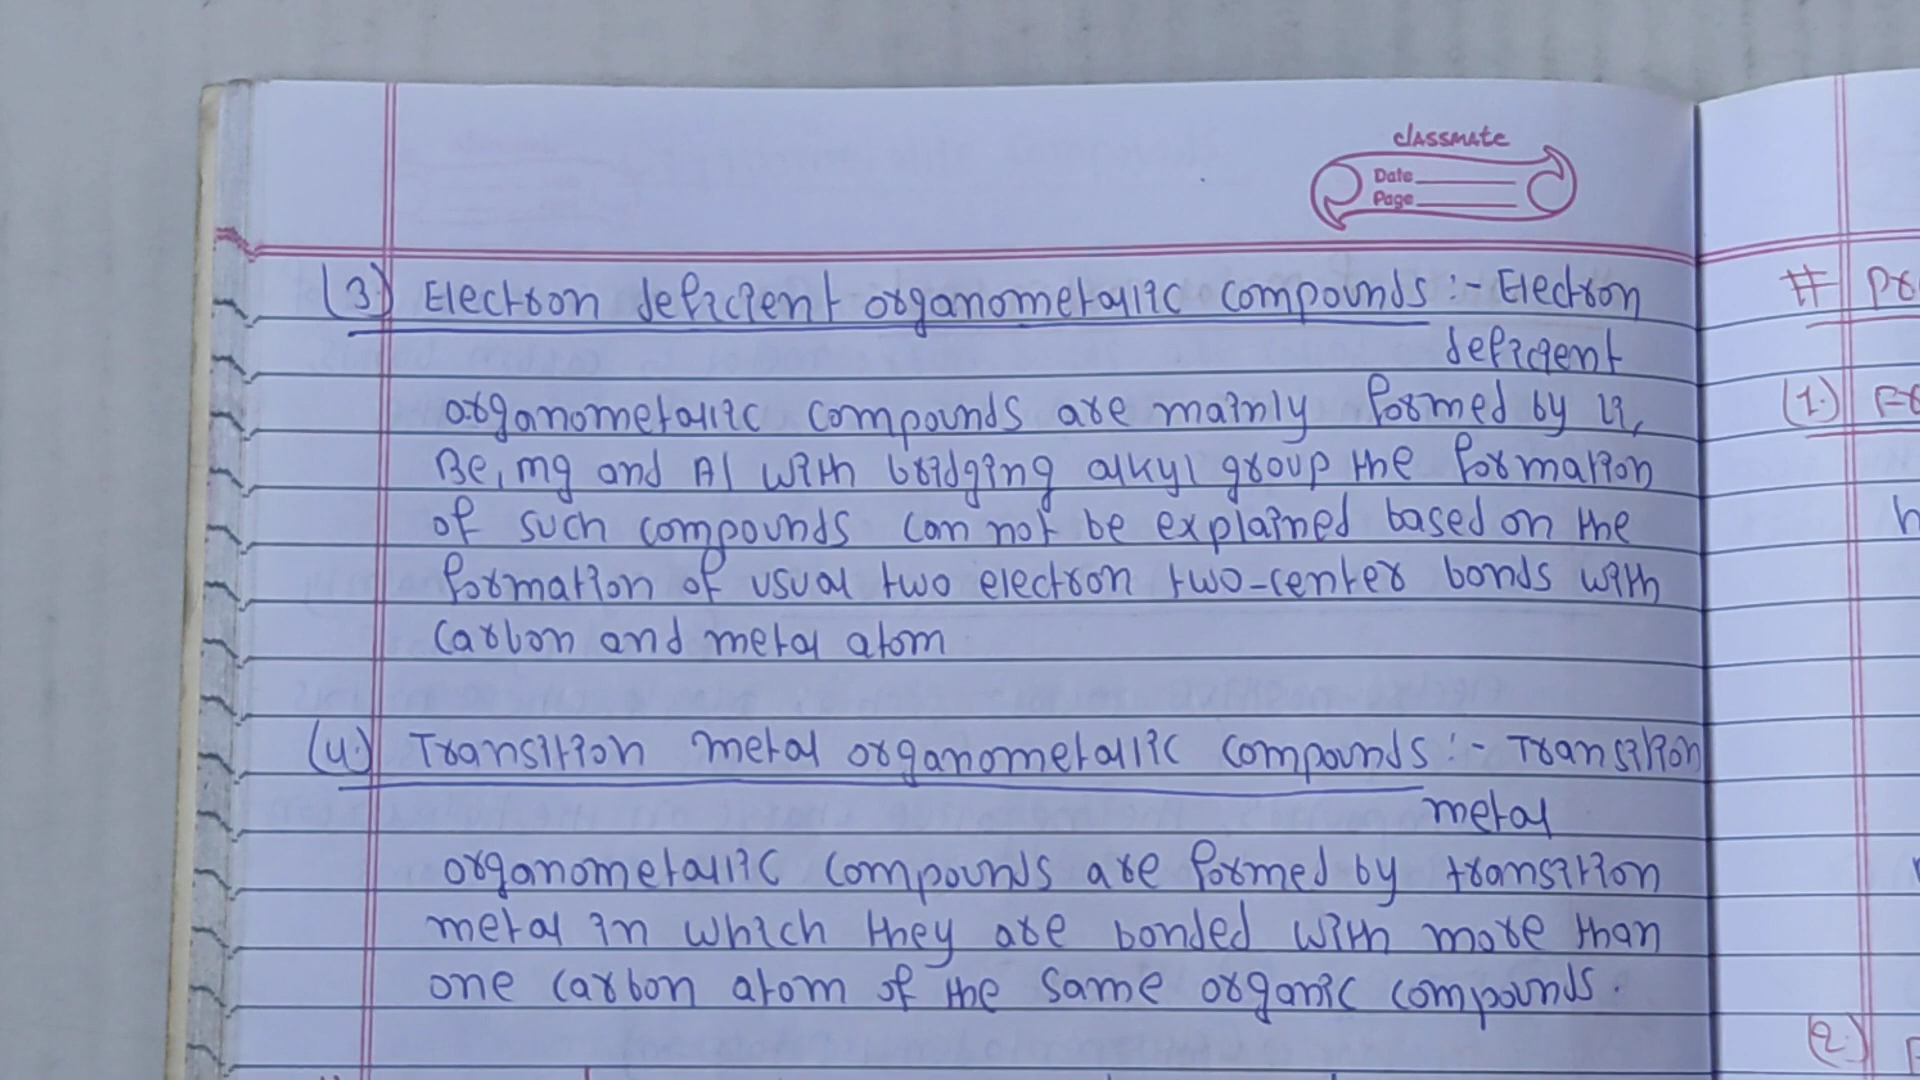 classmate
Date
Page
(3.) Electron deficient organometallic compounds :- Electron
deficient
organometallic compounds are mainly formed by Li,
Be, mg and Al with bridging alkyl group the formation
of such compounds can not be explained based on the
formation of usual two electron two-center bonds with
carbon and metal atom
(4.) Transition metal organometallic compounds :- Transition
metal
organometallic compounds are formed by transition
metal in which they are bonded with more than
one carbon atom of the same organic compounds.
#
(1.)
(2.)